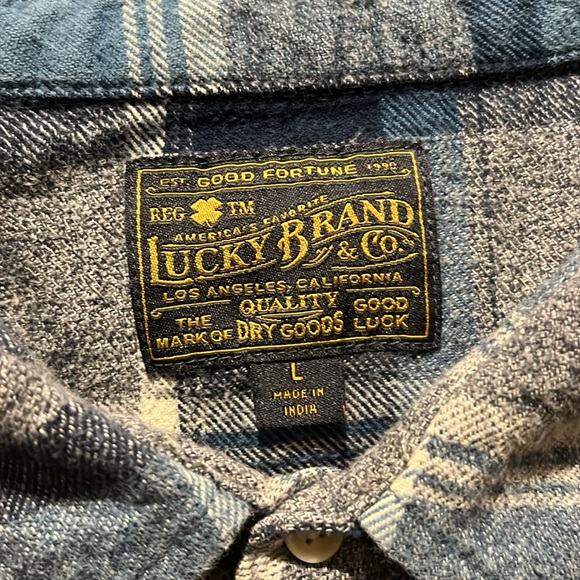 EST. GOOD FORTUNE 1990
REG TM
AMERICA'S FAVORITE
LUCKY BRAND & CO.
LOS ANGELES, CALIFORNIA
THE QUALITY GOOD
MARK OF DRY GOODS LUCK
L
MADE IN
INDIA